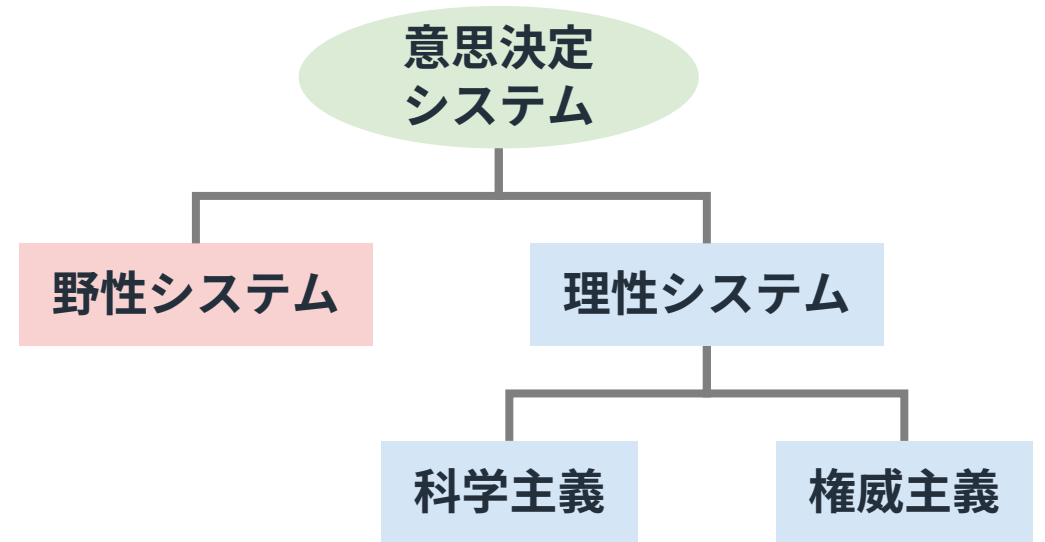 意思決定
システム
野性システム
理性システム
科学主義
権威主義